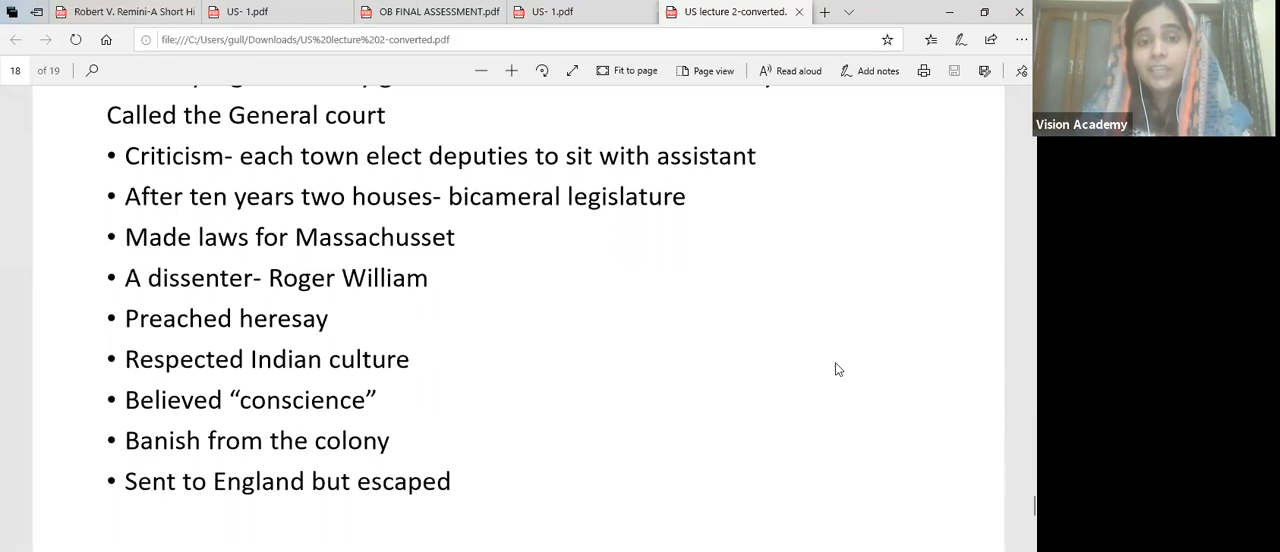 Robert V. Remini-A Short Hi
US- 1.pdf
OB FINAL ASSESSMENT.pdf
US- 1.pdf
US lecture 2-converted.
file:///C:/Users/gull/Downloads/US%20lecture%202-converted.pdf
18 of 19
Fit to page
Page view
Read aloud
Add notes
Called the General court
• Criticism- each town elect deputies to sit with assistant
• After ten years two houses- bicameral legislature
• Made laws for Massachusset
• A dissenter- Roger William
• Preached heresay
• Respected Indian culture
• Believed “conscience”
• Banish from the colony
• Sent to England but escaped
Vision Academy